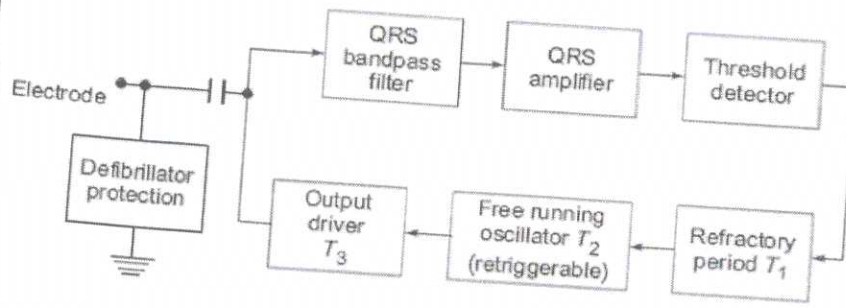 Electrode
QRS
bandpass
filter
QRS
amplifier
Threshold
detector
Defibrillator
protection
Output
driver
T₃
Free running
oscillator T₂
(retriggerable)
Refractory
period T₁